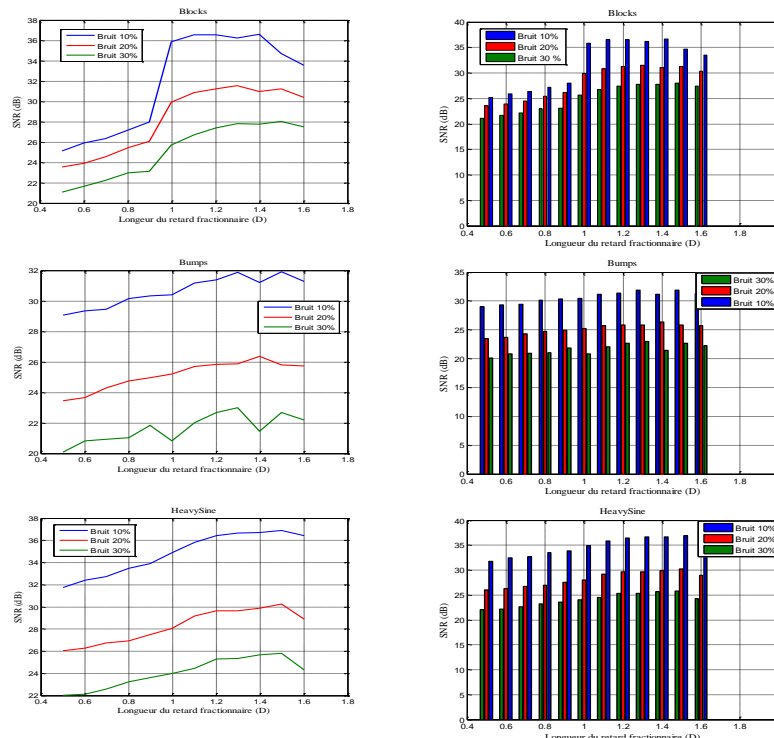 Blocks
38
36
34
32
30
28
26
24
22
20
SNR (dB)
Bruit 10%
Bruit 20%
Bruit 30%
0.4 0.6 0.8 1 1.2 1.4 1.6 1.8
Longeur du retard fractionnaire (D)
Blocks
40
35
30
25
20
15
10
5
0
SNR (dB)
Bruit 10%
Bruit 20%
Bruit 30 %
0.4 0.6 0.8 1 1.2 1.4 1.6 1.8 2
Longueur du retard fractionnaire (D)
Bumps
32
30
28
26
24
22
20
SNR (dB)
Bruit 10%
Bruit 20%
Bruit 30%
0.4 0.6 0.8 1 1.2 1.4 1.6 1.8
Longueur du retard fractionnaire (D)
Bumps
35
30
25
20
15
10
5
0
SNR (dB)
Bruit 30%
Bruit 20%
Bruit 10%
0.4 0.6 0.8 1 1.2 1.4 1.6 1.8 2
Longueur du retard fractionnaire (D)
HeavySine
38
36
34
32
30
28
26
24
22
SNR (dB)
Bruit 10%
Bruit 20%
Bruit 30%
0.4 0.6 0.8 1 1.2 1.4 1.6 1.8
Longueur du retard fractionnaire (D)
HeavySine
40
35
30
25
20
15
10
5
0
SNR (dB)
Bruit 10%
Bruit 20%
Bruit 30%
0.4 0.6 0.8 1 1.2 1.4 1.6 1.8 2
Longueur du retard fractionnaire (D)